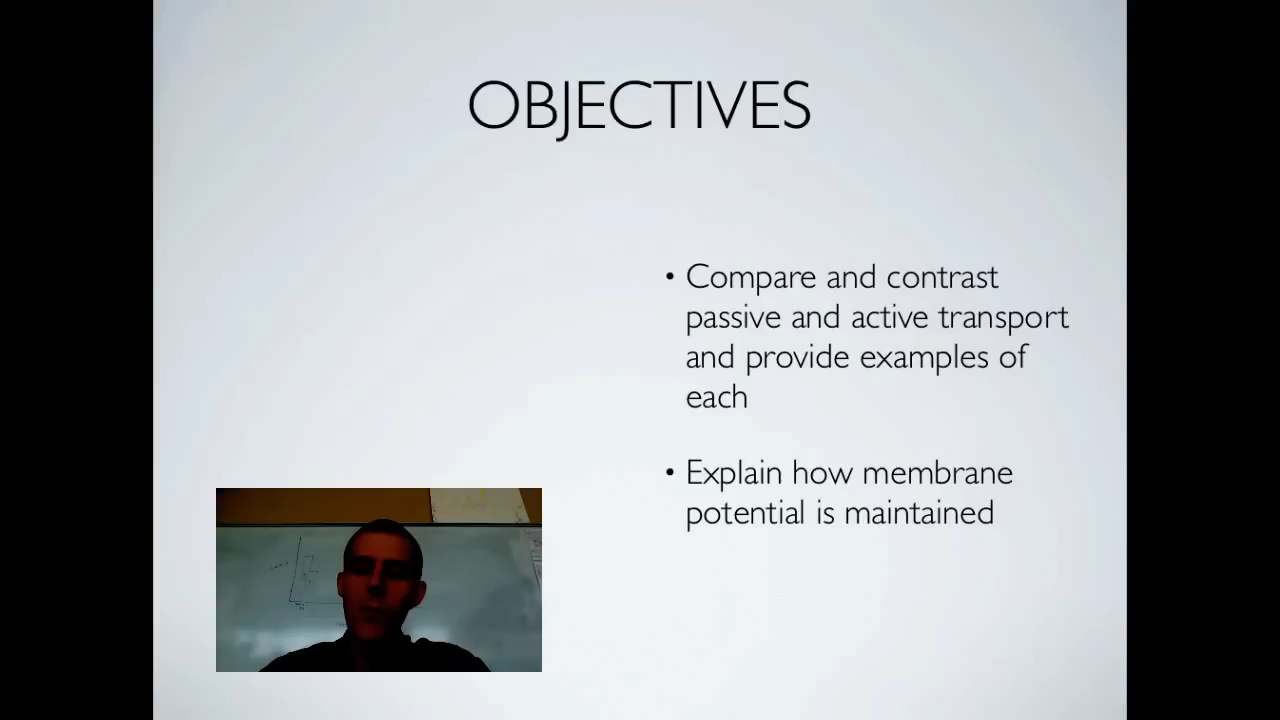 OBJECTIVES
• Compare and contrast
passive and active transport
and provide examples of
each
• Explain how membrane
potential is maintained